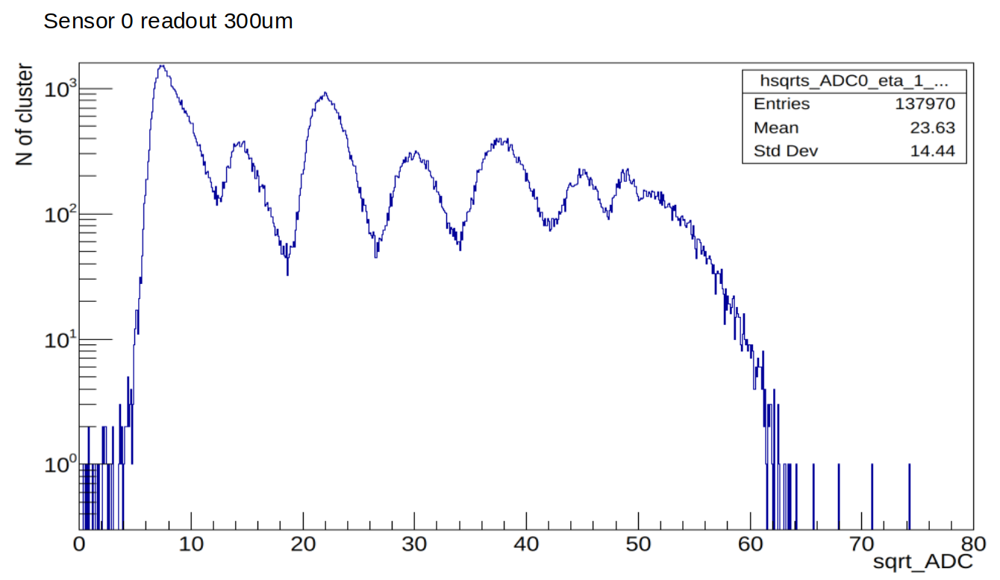 Sensor 0 readout 300um
N of cluster
hsqrts_ADC0_eta_1_...
Entries 137970
Mean 23.63
Std Dev 14.44
10³
10²
10¹
10⁰
0 10 20 30 40 50 60 70 80
sqrt_ADC